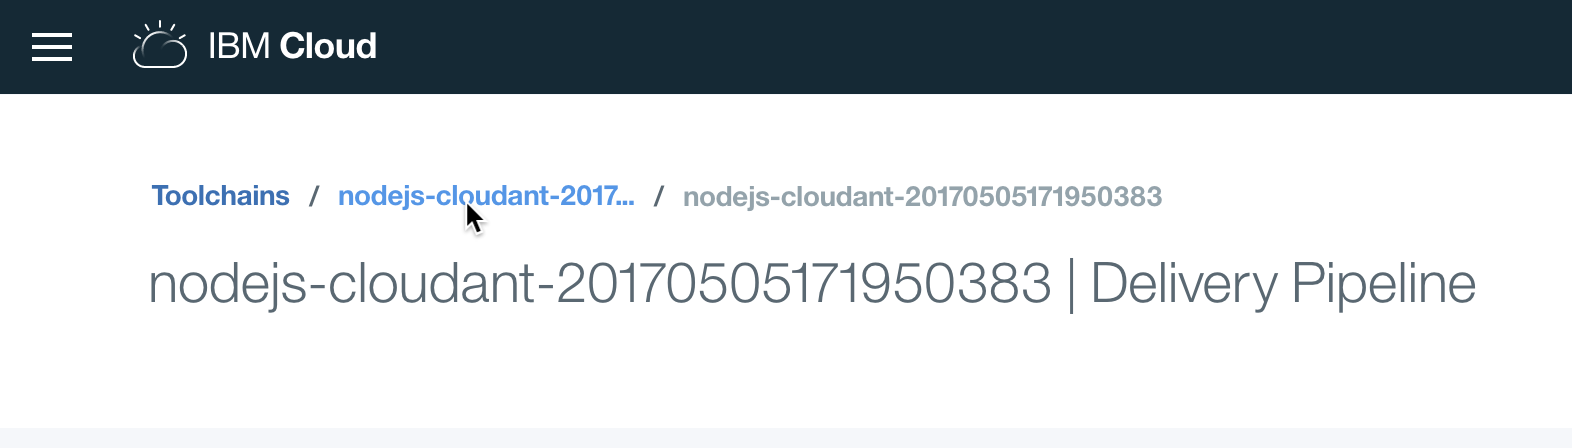 IBM Cloud
Toolchains / nodejs-cloudant-2017... / nodejs-cloudant-20170505171950383
nodejs-cloudant-20170505171950383 | Delivery Pipeline